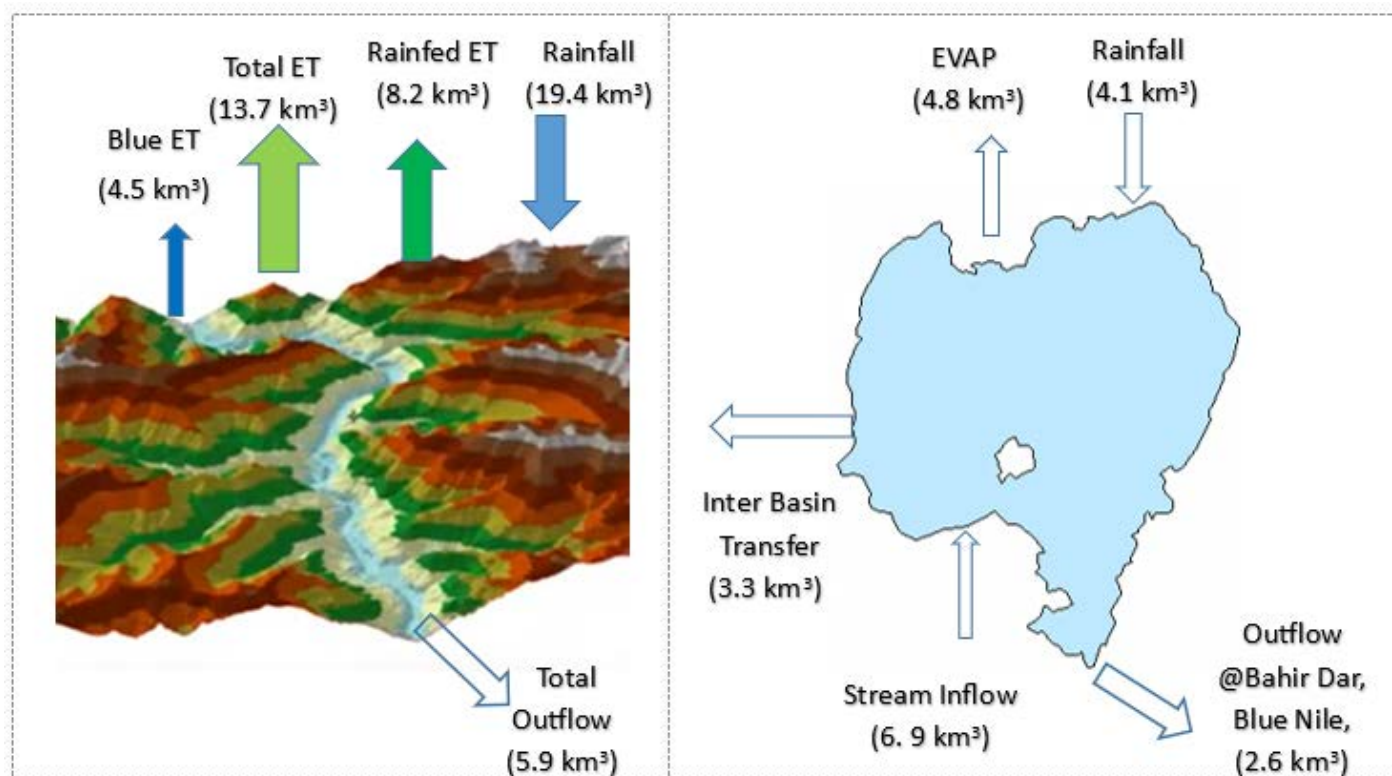 Blue ET
(4.5 km³)
Total ET
(13.7 km³)
Rainfed ET
(8.2 km³)
Rainfall
(19.4 km³)
Total
Outflow
(5.9 km³)
EVAP
(4.8 km³)
Rainfall
(4.1 km³)
Inter Basin
Transfer
(3.3 km³)
Stream Inflow
(6. 9 km³)
Outflow
@Bahir Dar,
Blue Nile,
(2.6 km³)